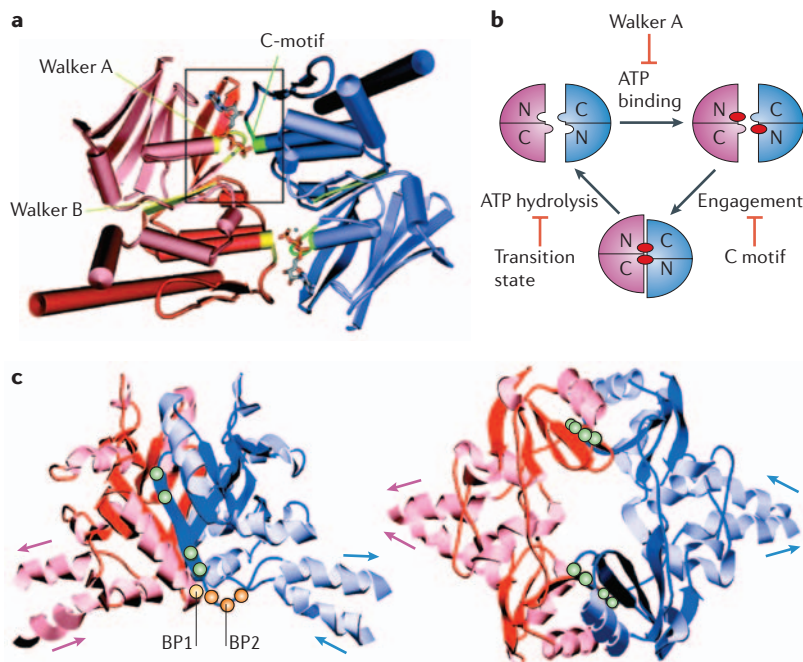 a
C-motif
Walker A
Walker B
b
Walker A
ATP
binding
N C
C N
N C
C N
ATP hydrolysis
Engagement
N C
C N
Transition
state
C motif
c
BP1 BP2